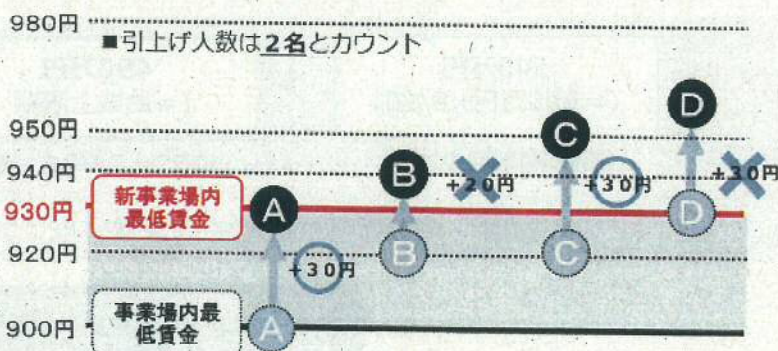 980円
■引上げ人数は2名とカウント
950円
940円
930円
920円
900円
新事業場内
最低賃金
事業場内最
低賃金
A
A
+30円
B
B
+20円
C
C
+30円
D
D
+30円